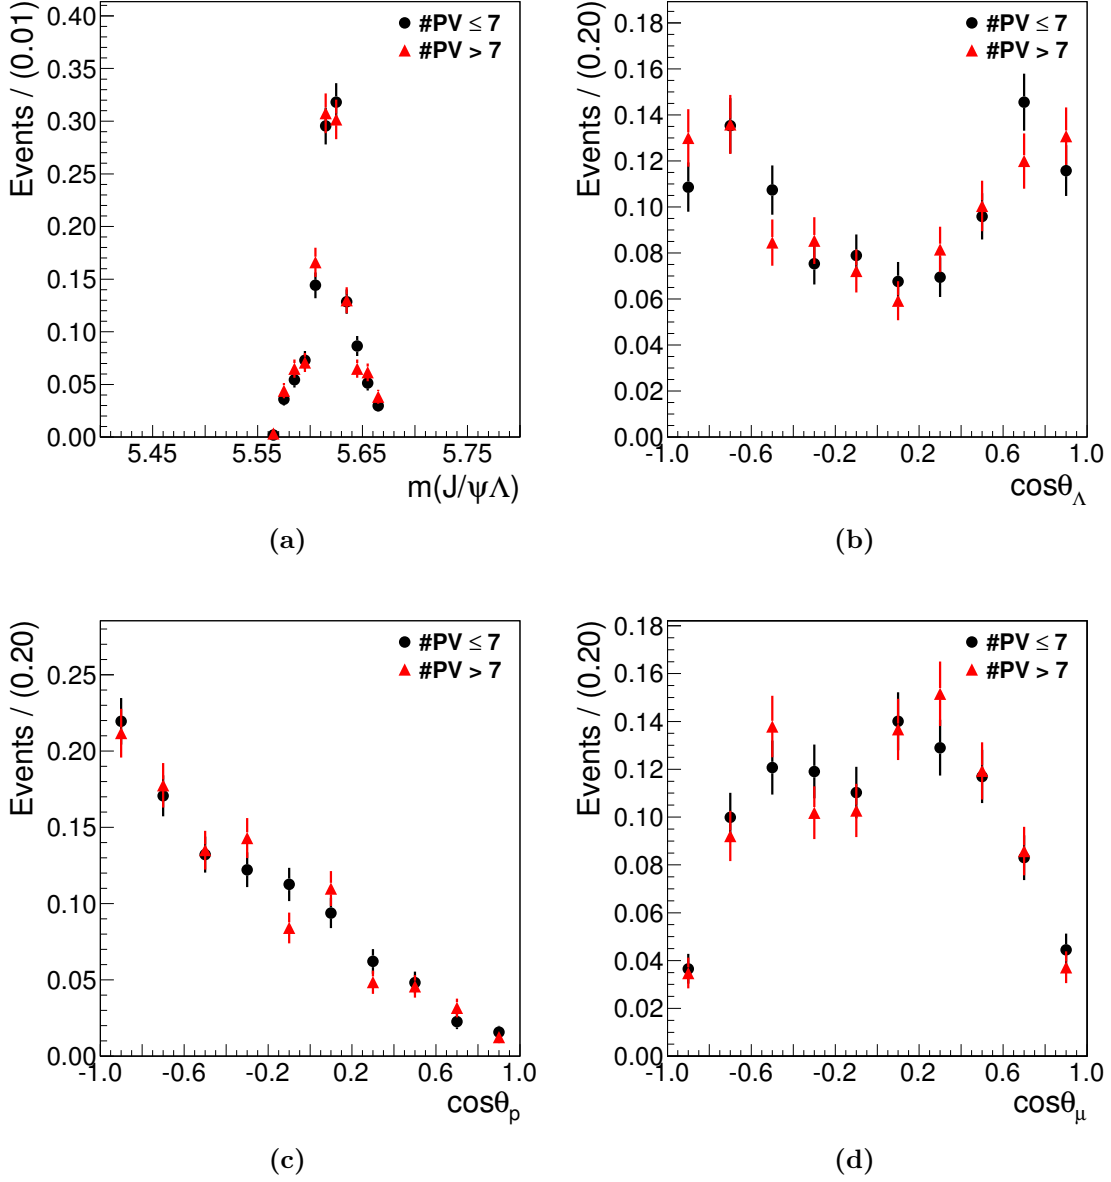 Events / (0.01)
0.40
0.35
0.30
0.25
0.20
0.15
0.10
0.05
0.00
#PV ≤ 7
#PV > 7
5.45 5.55 5.65 5.75
m(J/ψΛ)
(a)
Events / (0.20)
0.18
0.16
0.14
0.12
0.10
0.08
0.06
0.04
0.02
0.00
#PV ≤ 7
#PV > 7
-1.0 -0.6 -0.2 0.2 0.6 1.0
cosθ_Λ
(b)
Events / (0.20)
0.25
0.20
0.15
0.10
0.05
0.00
#PV ≤ 7
#PV > 7
-1.0 -0.6 -0.2 0.2 0.6 1.0
cosθ_p
(c)
Events / (0.20)
0.18
0.16
0.14
0.12
0.10
0.08
0.06
0.04
0.02
0.00
#PV ≤ 7
#PV > 7
-1.0 -0.6 -0.2 0.2 0.6 1.0
cosθ_μ
(d)